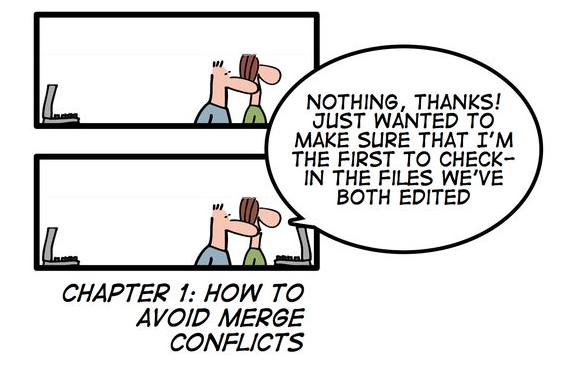 NOTHING, THANKS!
JUST WANTED TO
MAKE SURE THAT I'M
THE FIRST TO CHECK-
IN THE FILES WE'VE
BOTH EDITED
CHAPTER 1: HOW TO
AVOID MERGE
CONFLICTS